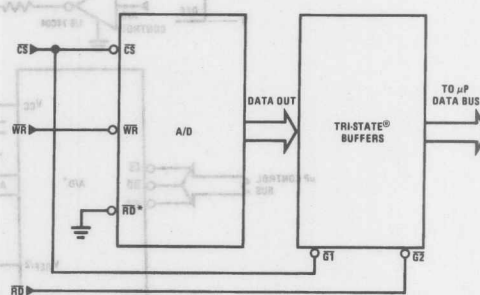 CS
CS
DATA OUT
TO µP
DATA BUS
WR
WR
A/D
TRI-STATE®
BUFFERS
RD*
G1
G2
RD